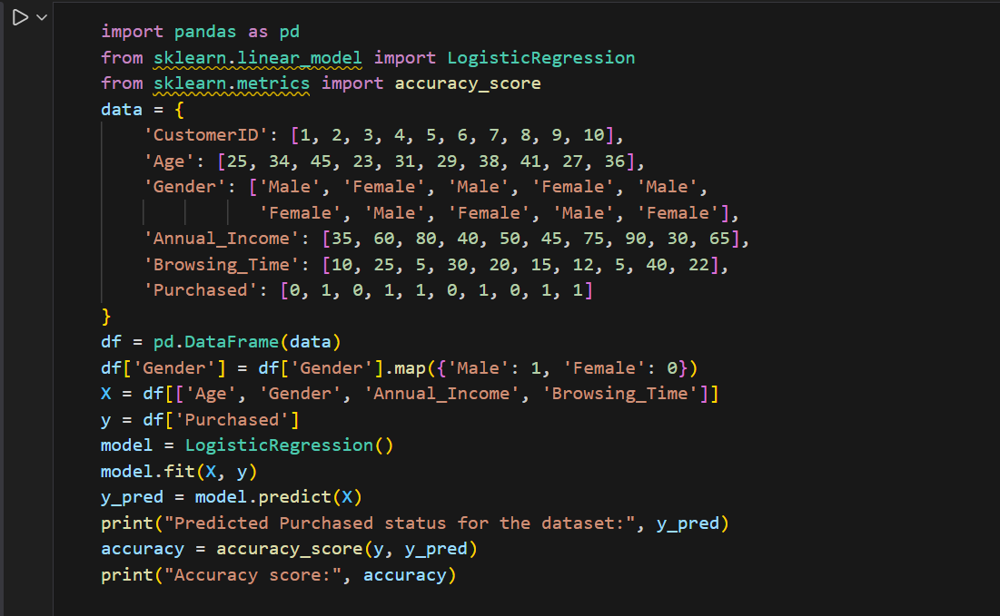 import pandas as pd
from sklearn.linear_model import LogisticRegression
from sklearn.metrics import accuracy_score
data = {
    'CustomerID': [1, 2, 3, 4, 5, 6, 7, 8, 9, 10],
    'Age': [25, 34, 45, 23, 31, 29, 38, 41, 27, 36],
    'Gender': ['Male', 'Female', 'Male', 'Female', 'Male',
               'Female', 'Male', 'Female', 'Male', 'Female'],
    'Annual_Income': [35, 60, 80, 40, 50, 45, 75, 90, 30, 65],
    'Browsing_Time': [10, 25, 5, 30, 20, 15, 12, 5, 40, 22],
    'Purchased': [0, 1, 0, 1, 1, 0, 1, 0, 1, 1]
}
df = pd.DataFrame(data)
df['Gender'] = df['Gender'].map({'Male': 1, 'Female': 0})
X = df[['Age', 'Gender', 'Annual_Income', 'Browsing_Time']]
y = df['Purchased']
model = LogisticRegression()
model.fit(X, y)
y_pred = model.predict(X)
print("Predicted Purchased status for the dataset:", y_pred)
accuracy = accuracy_score(y, y_pred)
print("Accuracy score:", accuracy)